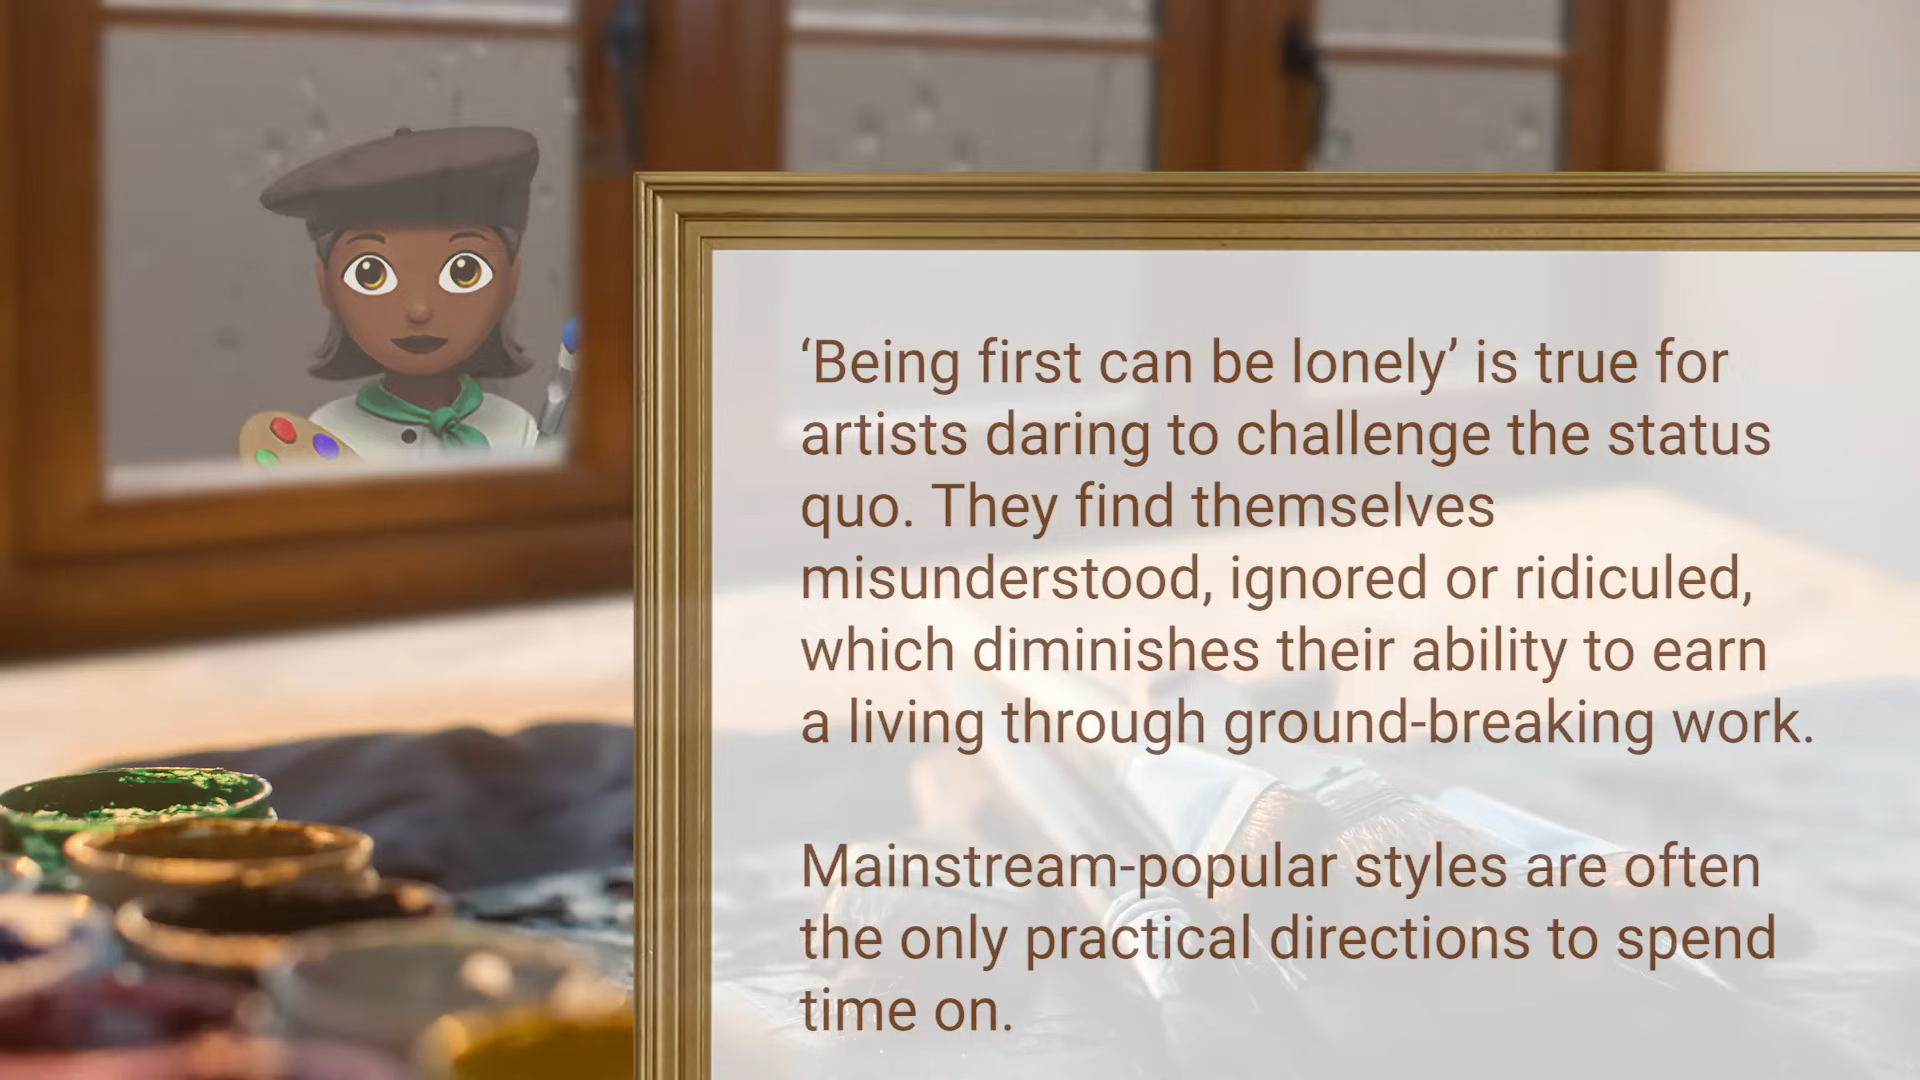 ‘Being first can be lonely’ is true for
artists daring to challenge the status
quo. They find themselves
misunderstood, ignored or ridiculed,
which diminishes their ability to earn
a living through ground-breaking work.
Mainstream-popular styles are often
the only practical directions to spend
time on.